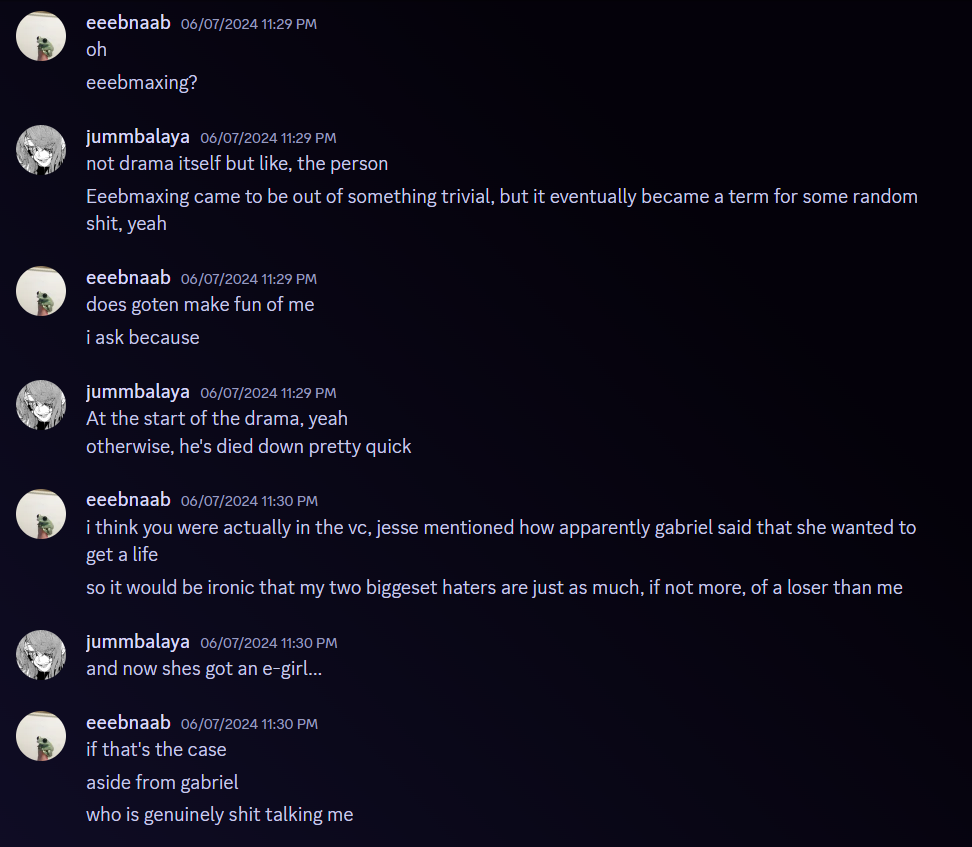 eeebnaab 06/07/2024 11:29 PM
oh
eeebmaxing?
jummbalaya 06/07/2024 11:29 PM
not drama itself but like, the person
Eeebmaxing came to be out of something trivial, but it eventually became a term for some random
shit, yeah
eeebnaab 06/07/2024 11:29 PM
does goten make fun of me
i ask because
jummbalaya 06/07/2024 11:29 PM
At the start of the drama, yeah
otherwise, he's died down pretty quick
eeebnaab 06/07/2024 11:30 PM
i think you were actually in the vc, jesse mentioned how apparently gabriel said that she wanted to
get a life
so it would be ironic that my two biggeset haters are just as much, if not more, of a loser than me
jummbalaya 06/07/2024 11:30 PM
and now shes got an e-girl...
eeebnaab 06/07/2024 11:30 PM
if that's the case
aside from gabriel
who is genuinely shit talking me